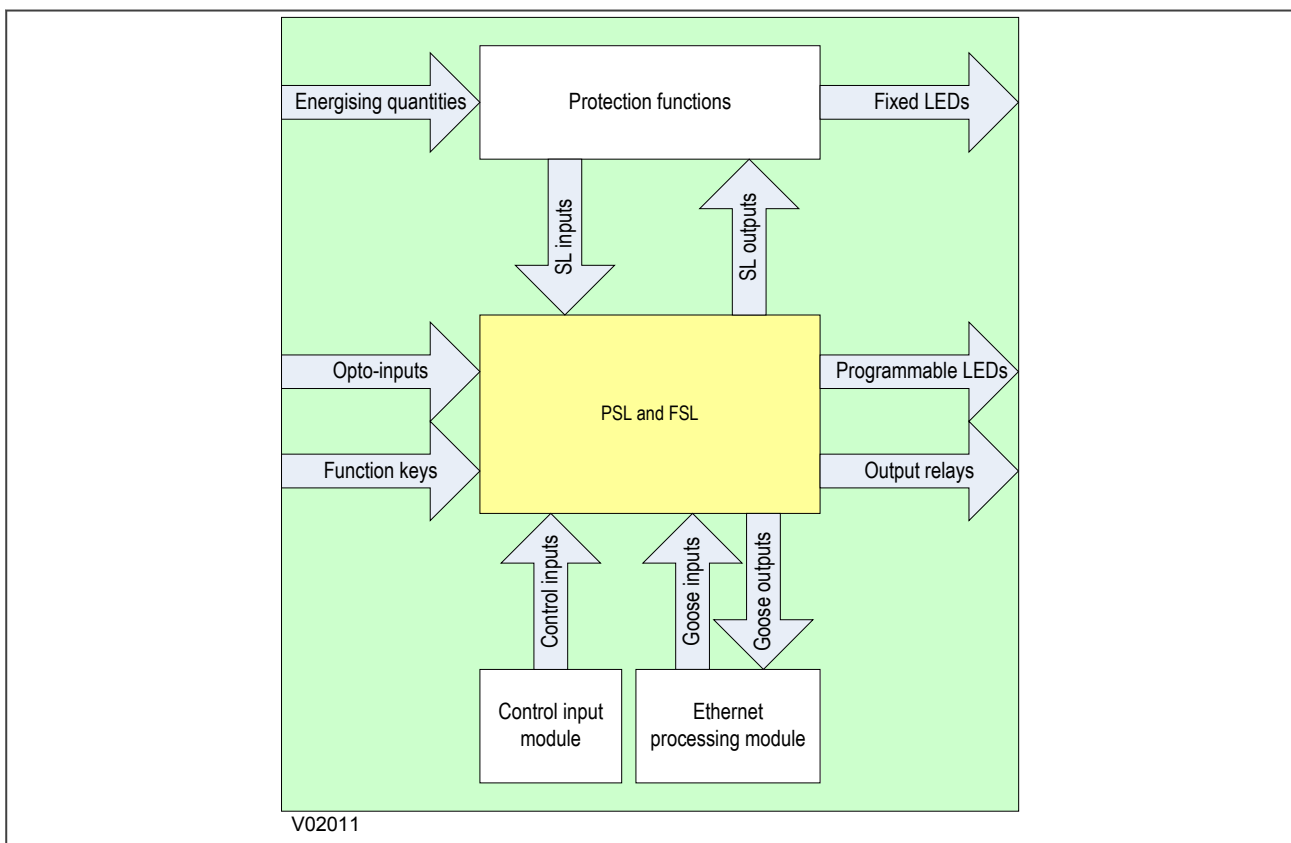 Energising quantities
Protection functions
Fixed LEDs
SL inputs
SL outputs
Opto-inputs
Programmable LEDs
PSL and FSL
Function keys
Output relays
Control inputs
Goose inputs
Goose outputs
Control input
module
Ethernet
processing module
V02011